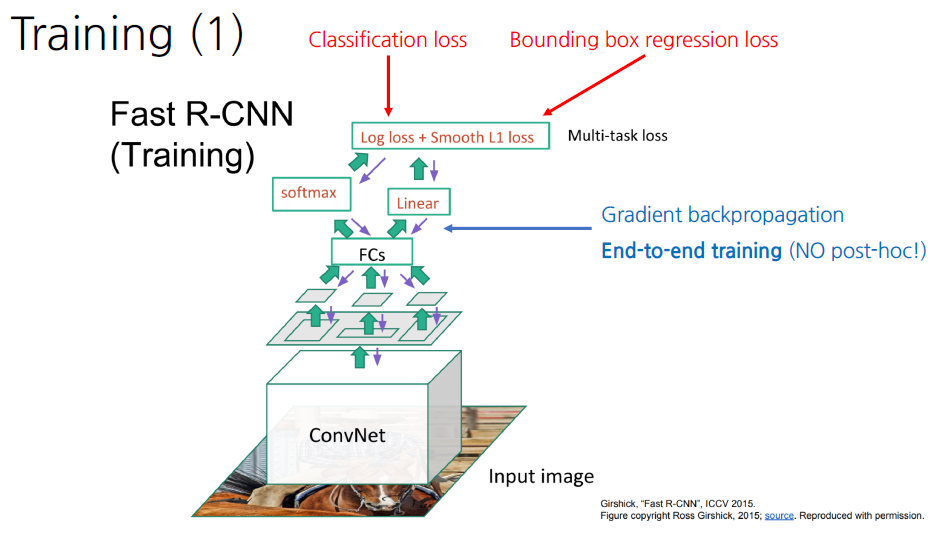 Training (1)
Classification loss
Bounding box regression loss
Fast R-CNN
(Training)
Log loss + Smooth L1 loss
Multi-task loss
softmax
Linear
Gradient backpropagation
End-to-end training (NO post-hoc!)
FCs
ConvNet
Input image
Girshick, “Fast R-CNN”, ICCV 2015.
Figure copyright Ross Girshick, 2015; source. Reproduced with permission.